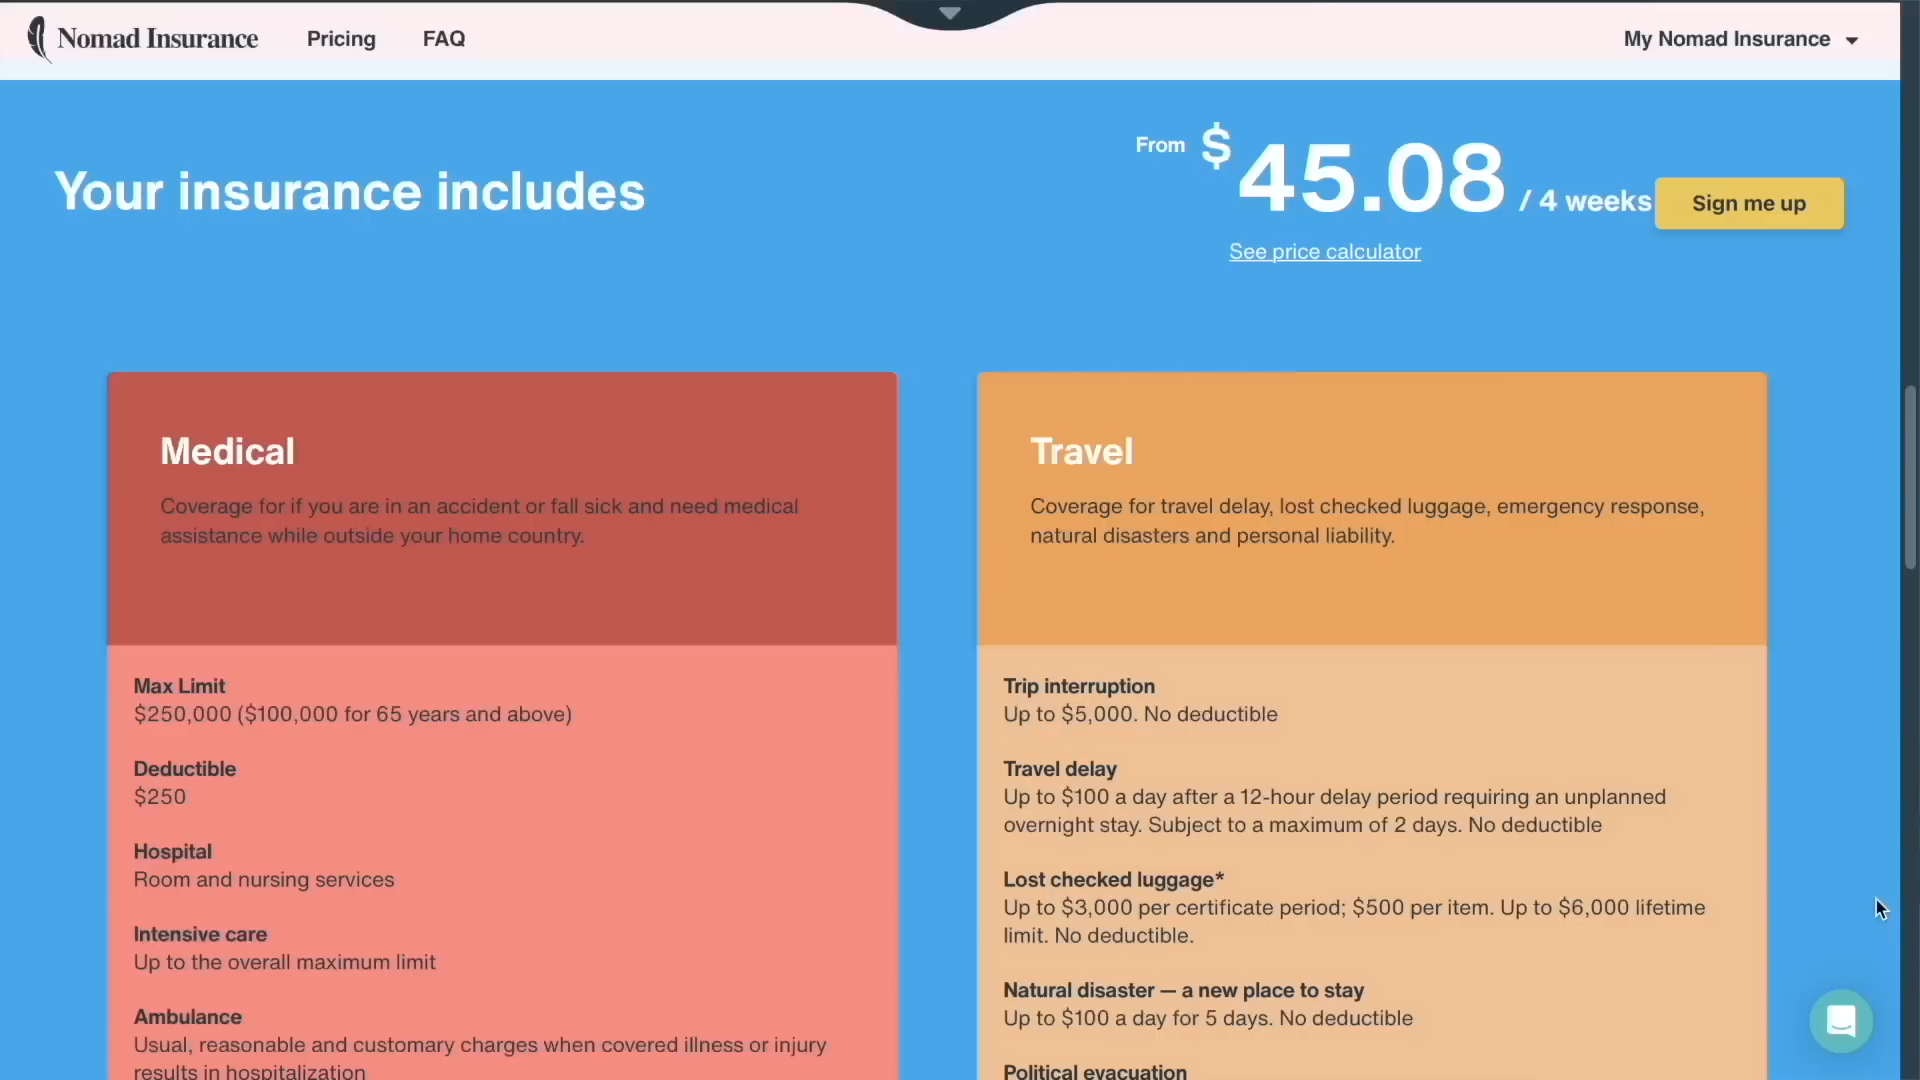 Nomad Insurance
Pricing
FAQ
My Nomad Insurance
Your insurance includes
From $45.08 / 4 weeks
Sign me up
See price calculator
Medical
Coverage for if you are in an accident or fall sick and need medical
assistance while outside your home country.
Max Limit
$250,000 ($100,000 for 65 years and above)
Deductible
$250
Hospital
Room and nursing services
Intensive care
Up to the overall maximum limit
Ambulance
Usual, reasonable and customary charges when covered illness or injury
results in hospitalization
Travel
Coverage for travel delay, lost checked luggage, emergency response,
natural disasters and personal liability.
Trip interruption
Up to $5,000. No deductible
Travel delay
Up to $100 a day after a 12-hour delay period requiring an unplanned
overnight stay. Subject to a maximum of 2 days. No deductible
Lost checked luggage*
Up to $3,000 per certificate period; $500 per item. Up to $6,000 lifetime
limit. No deductible.
Natural disaster — a new place to stay
Up to $100 a day for 5 days. No deductible
Political evacuation